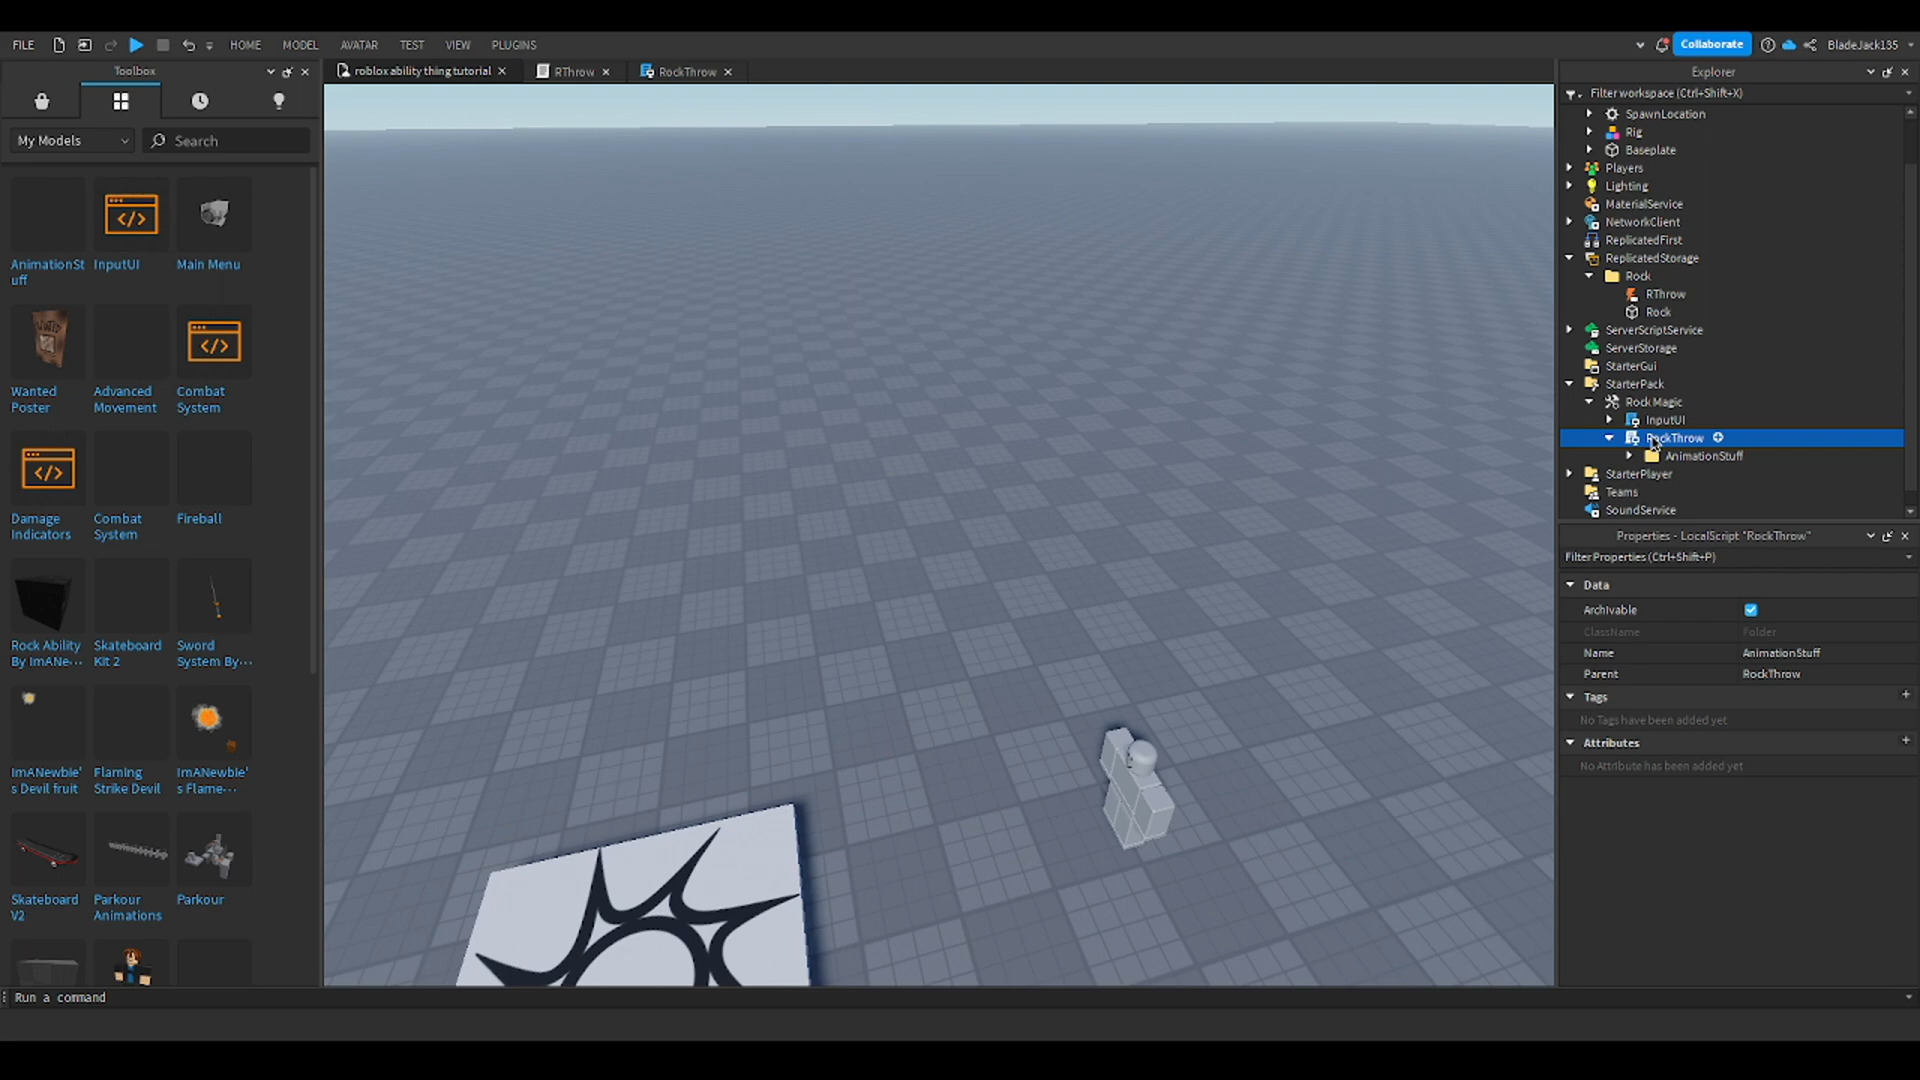 FILE HOME MODEL AVATAR TEST VIEW PLUGINS Collaborate BladeJack135
Toolbox
roblox ability thing tutorial RThrow RockThrow
My Models Search
AnimationSt
uff
InputUI
Main Menu
Wanted
Poster
Advanced
Movement
Combat
System
Damage
Indicators
Combat
System
Fireball
Rock Ability
By ImANe···
Skateboard
Kit 2
Sword
System By···
ImANewbie'
s Devil fruit
Flaming
Strike Devil
ImANewbie'
s Flame···
Skateboard
V2
Parkour
Animations
Parkour
Explorer
Filter workspace (Ctrl+Shift+X)
SpawnLocation
Rig
Baseplate
Players
Lighting
MaterialService
NetworkClient
ReplicatedFirst
ReplicatedStorage
Rock
RThrow
Rock
ServerScriptService
ServerStorage
StarterGui
StarterPack
Rock Magic
InputUI
RockThrow
AnimationStuff
StarterPlayer
Teams
SoundService
Properties - LocalScript "RockThrow"
Filter Properties (Ctrl+Shift+P)
Data
Archivable
ClassName Folder
Name AnimationStuff
Parent RockThrow
Tags
No Tags have been added yet
Attributes
No Attribute has been added yet
Run a command